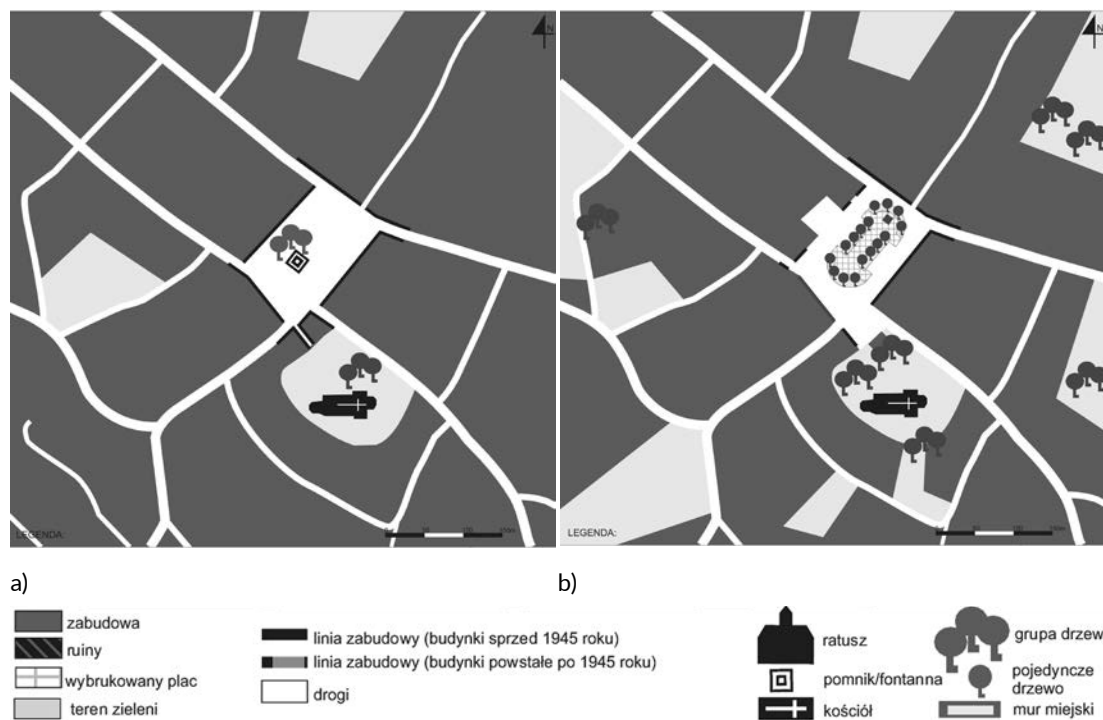 N
N
LEGENDA:
LEGENDA:
a)
b)
zabudowa
ruiny
wybrukowany plac
teren zieleni
linia zabudowy (budynki sprzed 1945 roku)
linia zabudowy (budynki powstałe po 1945 roku)
drogi
ratusz
pomnik/fontanna
kościół
grupa drzew
pojedyncze
drzewo
mur miejski